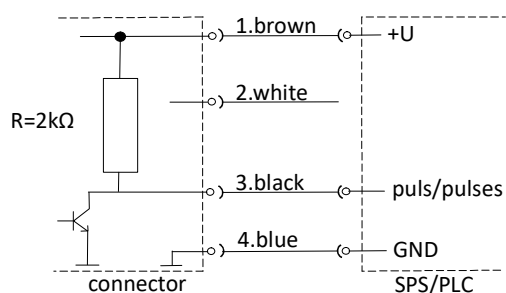 1.brown
+U
2.white
R=2kΩ
3.black
puls/pulses
4.blue
GND
connector
SPS/PLC